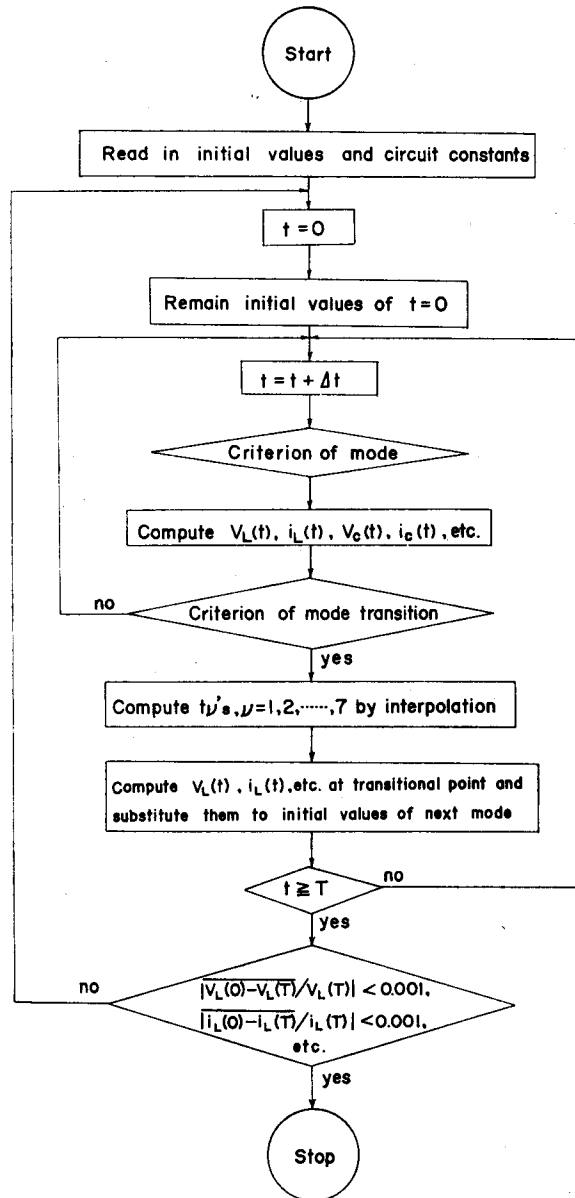 Start
Read in initial values and circuit constants
t = 0
Remain initial values of t=0
t = t + Δt
Criterion of mode
Compute V_L(t), i_L(t), V_c(t), i_c(t), etc.
no
Criterion of mode transition
yes
Compute tν's, ν=1,2,……,7 by interpolation
Compute V_L(t), i_L(t), etc. at transitional point and
substitute them to initial values of next mode
t ≧ T
no
yes
no
|V_L(0)−V_L(T)/V_L(T)| < 0.001,
|i_L(0)−i_L(T)/i_L(T)| < 0.001,
etc.
yes
Stop